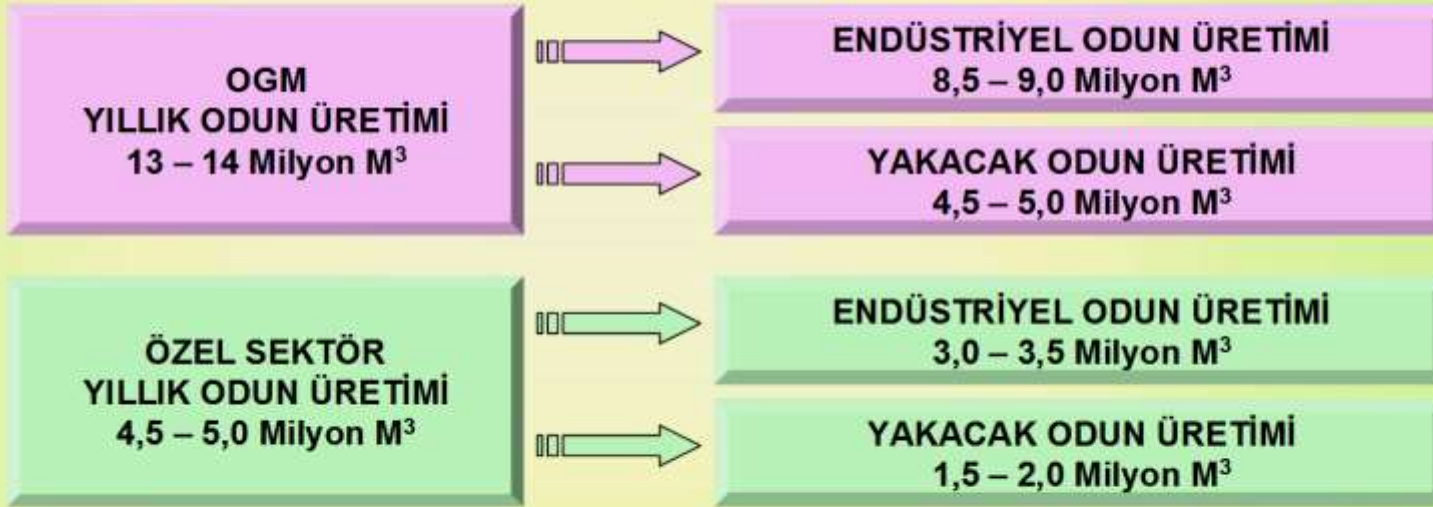 OGM
YILLIK ODUN ÜRETİMİ
13 – 14 Milyon M³
ENDÜSTRİYEL ODUN ÜRETİMİ
8,5 – 9,0 Milyon M³
YAKACAK ODUN ÜRETİMİ
4,5 – 5,0 Milyon M³
ÖZEL SEKTÖR
YILLIK ODUN ÜRETİMİ
4,5 – 5,0 Milyon M³
ENDÜSTRİYEL ODUN ÜRETİMİ
3,0 – 3,5 Milyon M³
YAKACAK ODUN ÜRETİMİ
1,5 – 2,0 Milyon M³